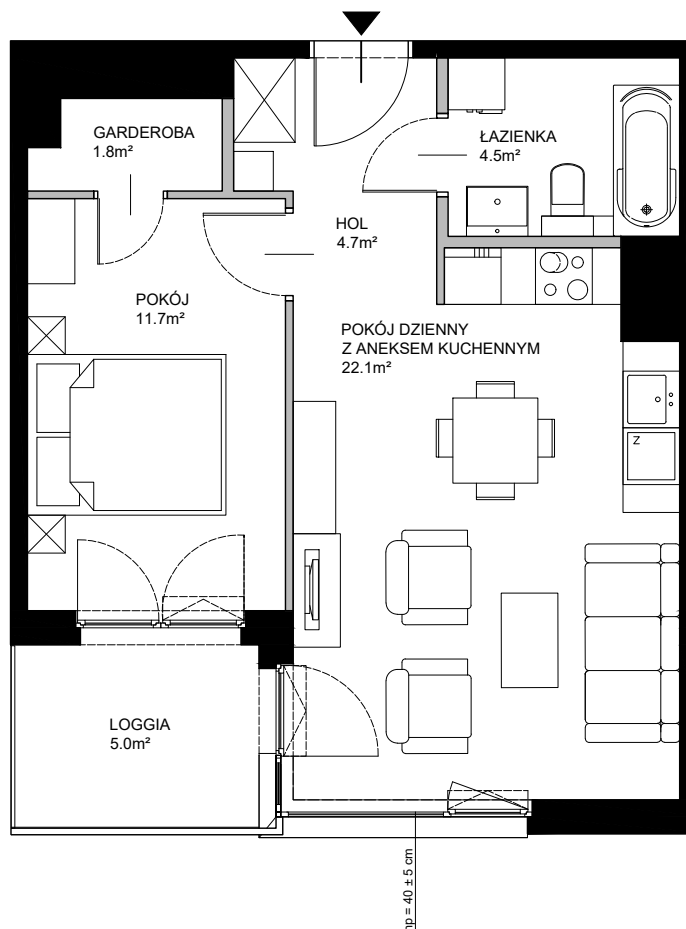 GARDEROBA
1.8m²
ŁAZIENKA
4.5m²
HOL
4.7m²
POKÓJ
11.7m²
POKÓJ DZIENNY
Z ANEKSEM KUCHENNYM
22.1m²
Z
LOGGIA
5.0m²
= 40 ± 5 cm